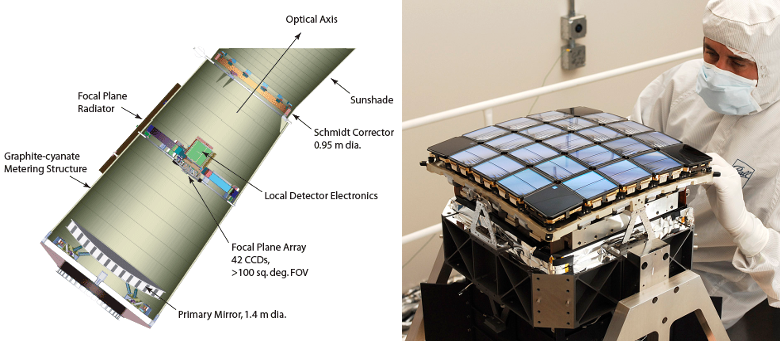 Optical Axis
Focal Plane
Radiator
Sunshade
Schmidt Corrector
0.95 m dia.
Graphite-cyanate
Metering Structure
Local Detector Electronics
Focal Plane Array
42 CCDs,
>100 sq. deg. FOV
Primary Mirror, 1.4 m dia.